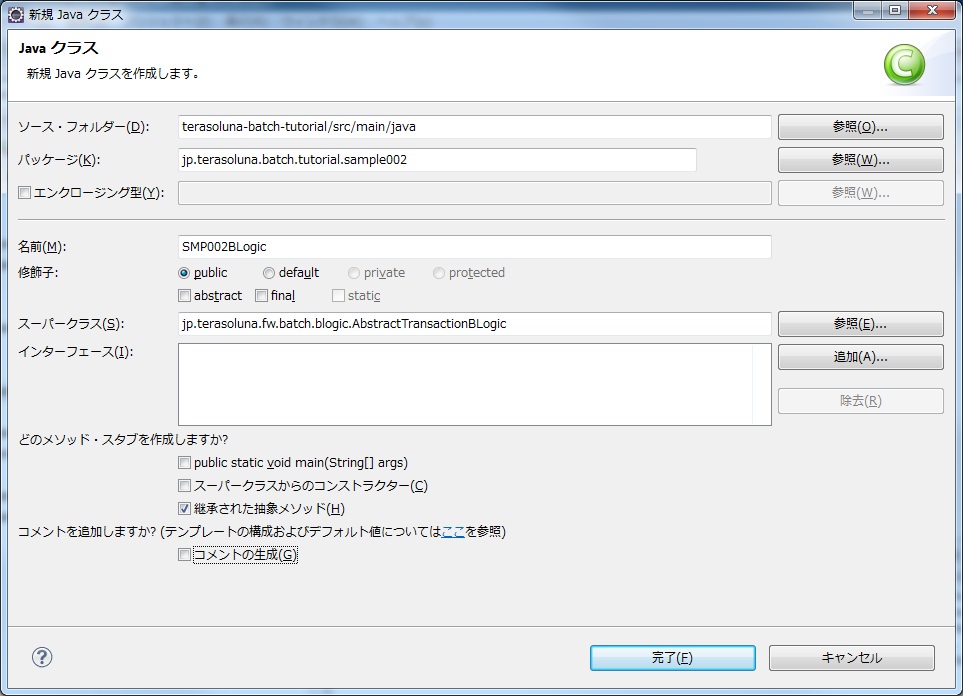 新規 Java クラス
Java クラス
新規 Java クラスを作成します。
C
ソース・フォルダー(D): terasoluna-batch-tutorial/src/main/java 参照(O)...
パッケージ(K): jp.terasoluna.batch.tutorial.sample002 参照(W)...
エンクロージング型(Y): 参照(W)...
名前(M): SMP002BLogic
修飾子: public default private protected
abstract final static
スーパークラス(S): jp.terasoluna.fw.batch.blogic.AbstractTransactionBLogic 参照(E)...
インターフェース(I): 追加(A)...
除去(R)
どのメソッド・スタブを作成しますか?
public static void main(String[] args)
スーパークラスからのコンストラクター(C)
継承された抽象メソッド(H)
コメントを追加しますか? (テンプレートの構成およびデフォルト値についてはここを参照)
コメントの生成(G)
? 完了(F) キャンセル